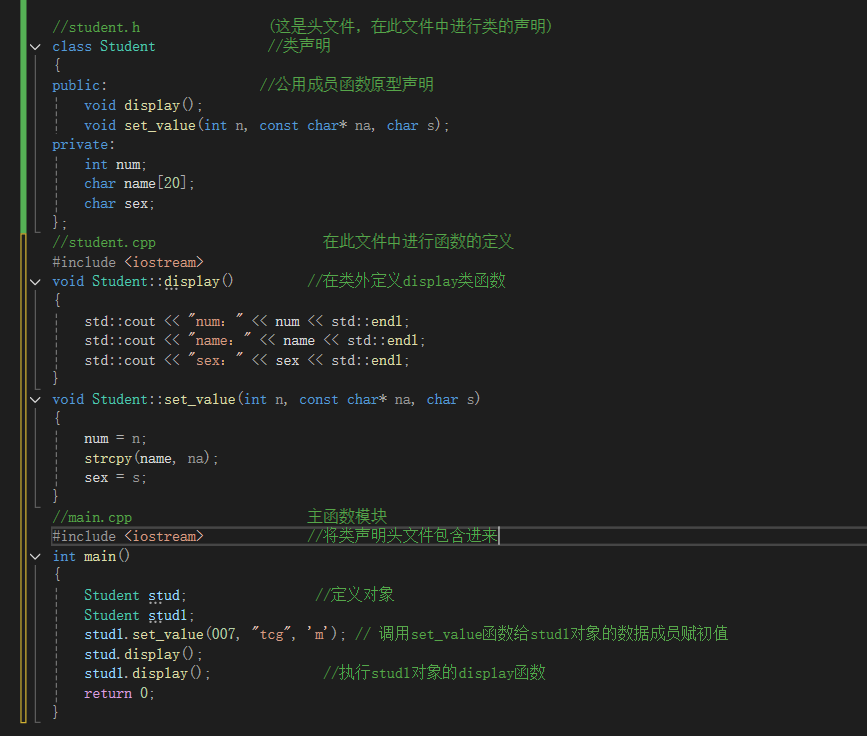 //student.h (这是头文件，在此文件中进行类的声明)
class Student //类声明
{
public: //公用成员函数原型声明
void display();
void set_value(int n, const char* na, char s);
private:
int num;
char name[20];
char sex;
};
//student.cpp 在此文件中进行函数的定义
#include <iostream>
void Student::display() //在类外定义display类函数
{
std::cout << "num：" << num << std::endl;
std::cout << "name：" << name << std::endl;
std::cout << "sex：" << sex << std::endl;
}
void Student::set_value(int n, const char* na, char s)
{
num = n;
strcpy(name, na);
sex = s;
}
//main.cpp 主函数模块
#include <iostream> //将类声明头文件包含进来
int main()
{
Student stud; //定义对象
Student stud1;
stud1.set_value(007, "tcg", 'm'); // 调用set_value函数给stud1对象的数据成员赋初值
stud.display();
stud1.display(); //执行stud1对象的display函数
return 0;
}